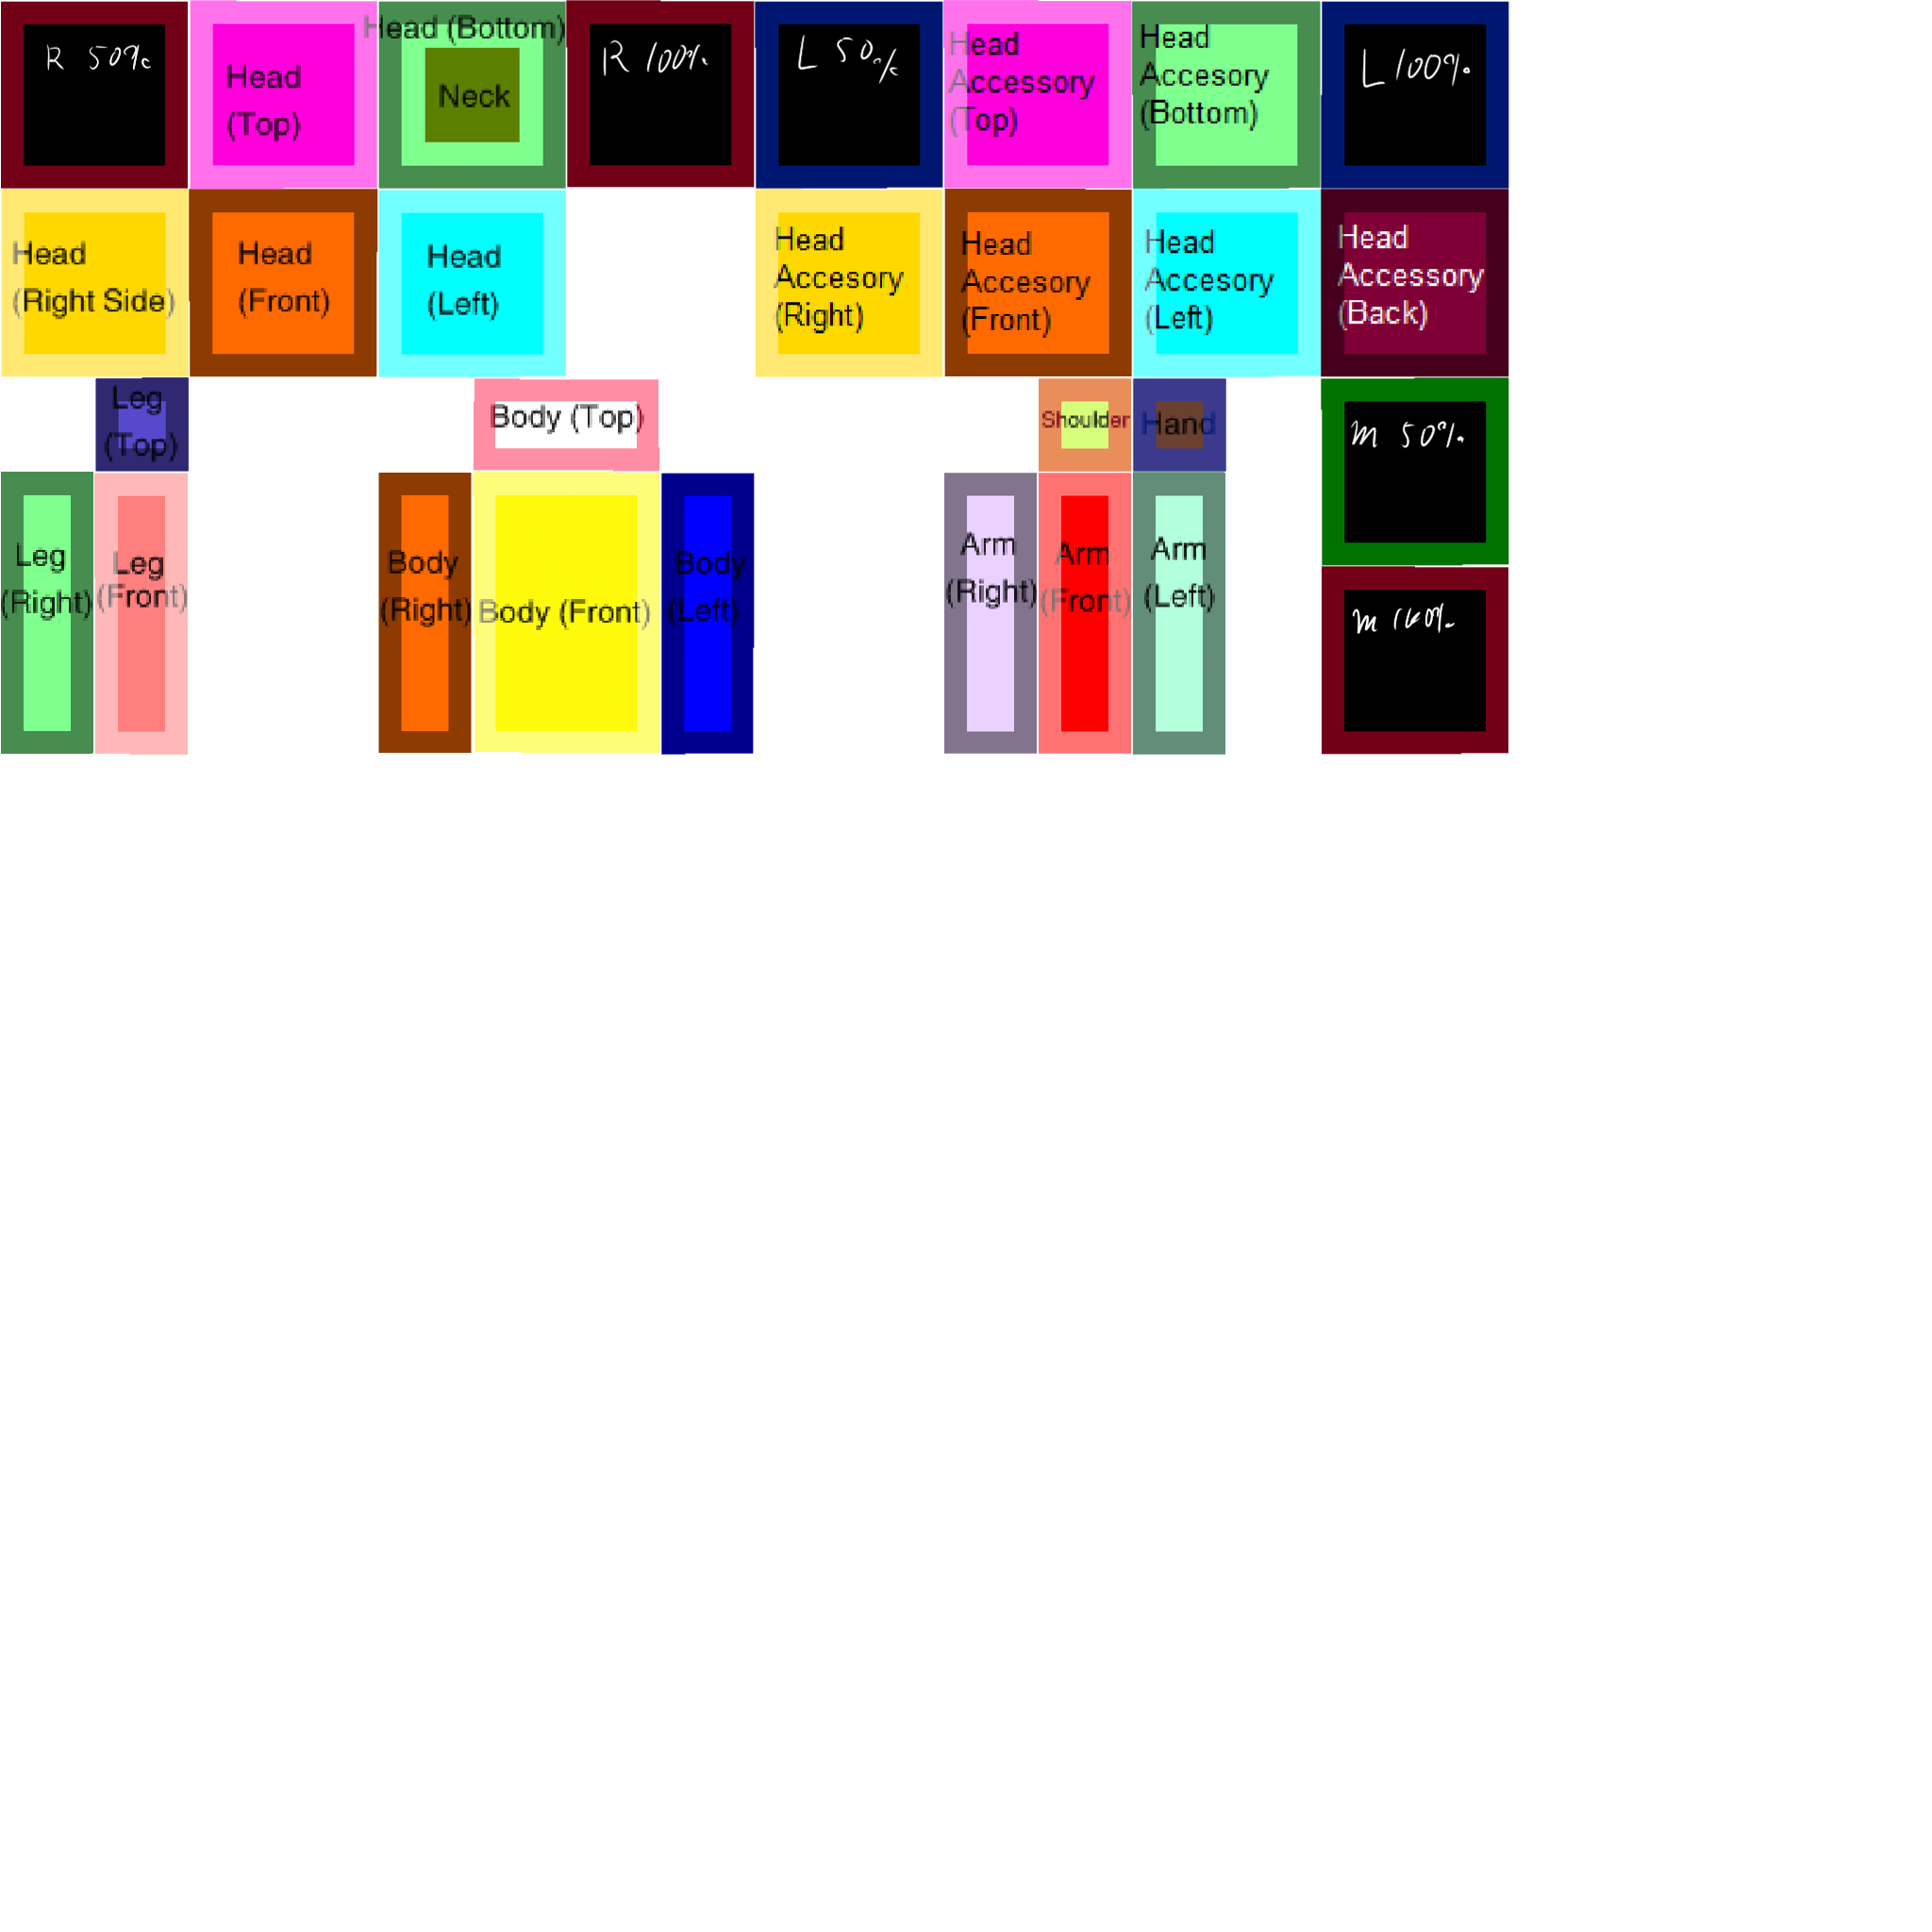 R 50%
Head
(Top)
Head (Bottom)
Neck
R 100%
L 50%
Head
Accessory
(Top)
Head
Accesory
(Bottom)
L 100%
Head
(Right Side)
Head
(Front)
Head
(Left)
Head
Accesory
(Right)
Head
Accesory
(Front)
Head
Accesory
(Left)
Head
Accessory
(Back)
Leg
(Top)
Body (Top)
Shoulder
Hand
m 50%
Leg
(Right)
Leg
(Front)
Body
(Right)
Body (Front)
Body
(Left)
Arm
(Right)
Arm
(Front)
Arm
(Left)
m 100%